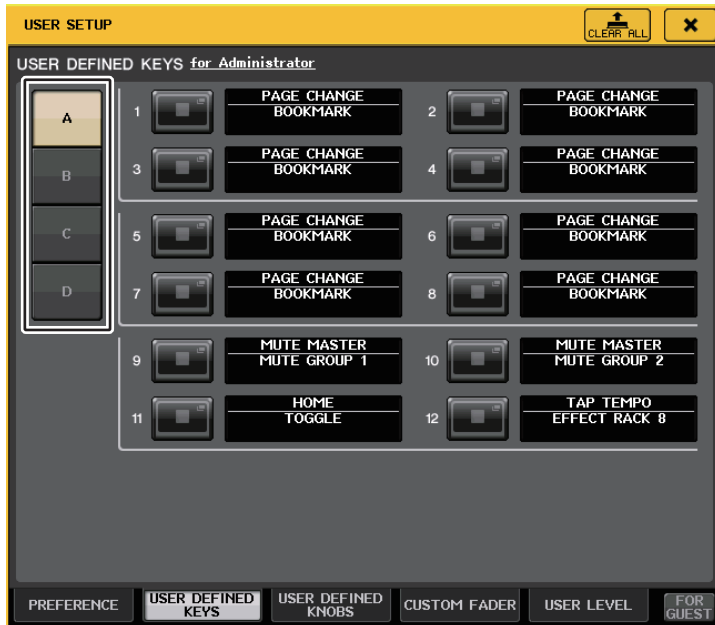 USER SETUP
CLEAR ALL
USER DEFINED KEYS for Administrator
A
B
C
D
1
PAGE CHANGE
BOOKMARK
2
PAGE CHANGE
BOOKMARK
3
PAGE CHANGE
BOOKMARK
4
PAGE CHANGE
BOOKMARK
5
PAGE CHANGE
BOOKMARK
6
PAGE CHANGE
BOOKMARK
7
PAGE CHANGE
BOOKMARK
8
PAGE CHANGE
BOOKMARK
9
MUTE MASTER
MUTE GROUP 1
10
MUTE MASTER
MUTE GROUP 2
11
HOME
TOGGLE
12
TAP TEMPO
EFFECT RACK 8
PREFERENCE
USER DEFINED
KEYS
USER DEFINED
KNOBS
CUSTOM FADER
USER LEVEL
FOR
GUEST